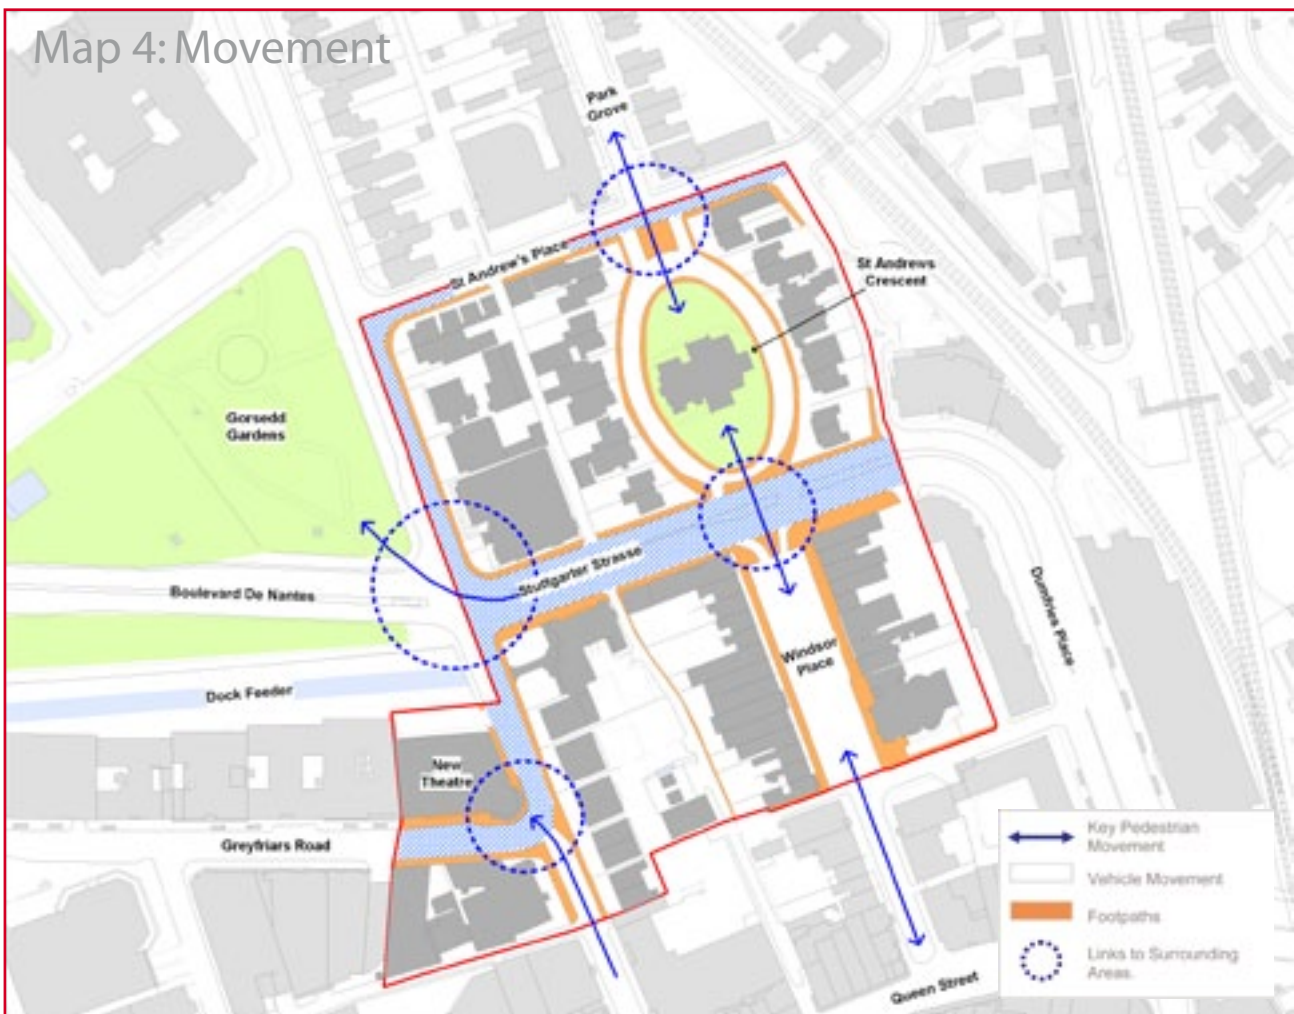 Map 4: Movement
Park
Grove
St Andrew's Place
St Andrews
Crescent
Gorsedd
Gardens
Boulevard De Nantes
Stuttgarter Strasse
Dumfries Place
Windsor
Place
Dock Feeder
New
Theatre
Greyfriars Road
Queen Street
Key Pedestrian
Movement
Vehicle Movement
Footpaths
Links to Surrounding
Areas.